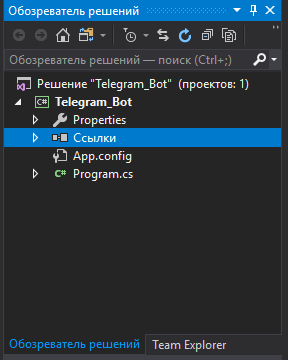 Обозреватель решений
Обозреватель решений — поиск (Ctrl+;)
Решение "Telegram_Bot" (проектов: 1)
C# Telegram_Bot
Properties
Ссылки
App.config
C# Program.cs
Обозреватель решений Team Explorer